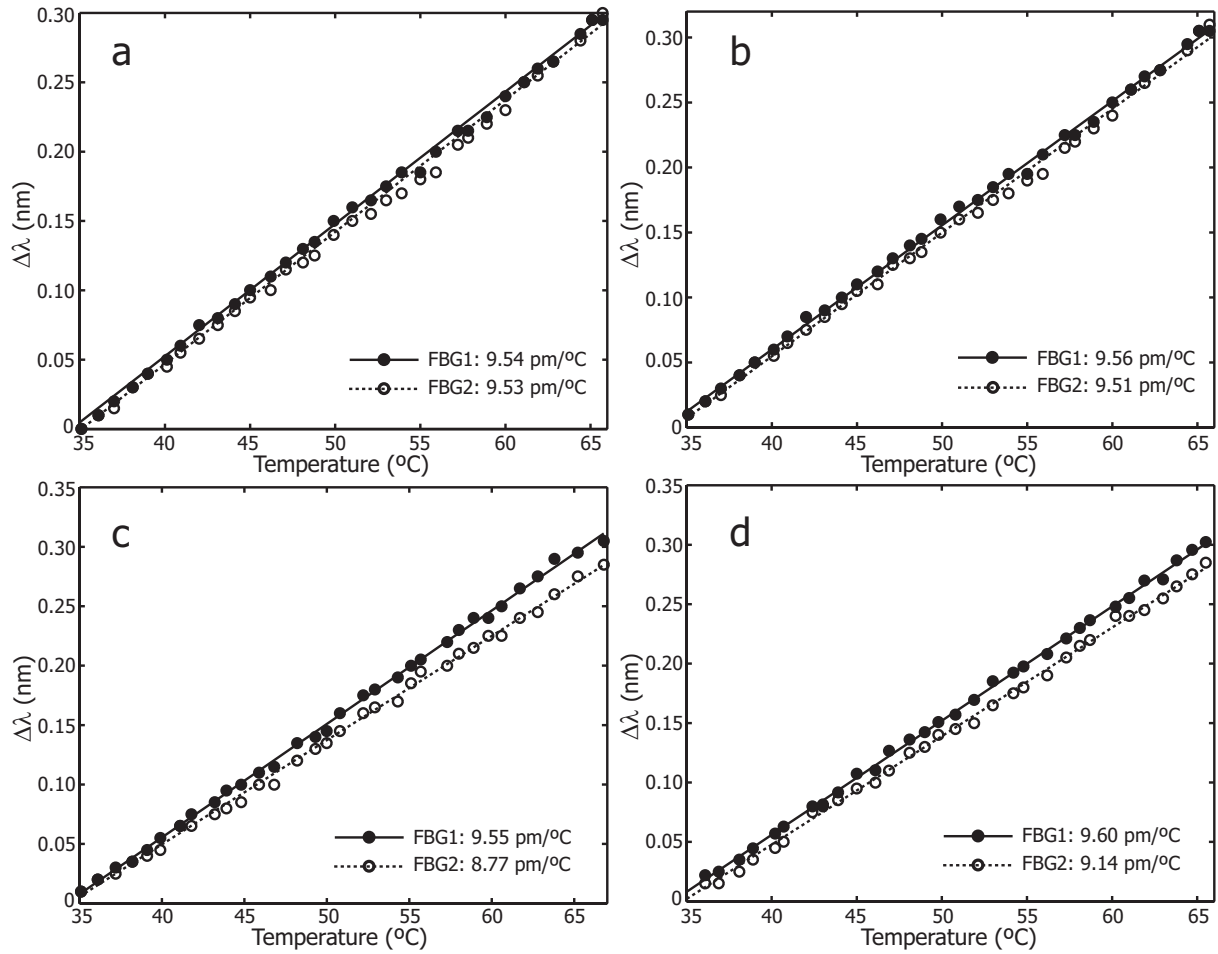 a
0.30
0.20
0.10
0.05
0
Δλ (nm)
35 40 45 50 55 60 65
Temperature (ºC)
FBG1: 9.54 pm/ºC
FBG2: 9.53 pm/ºC
b
0.30
0.25
0.20
0.15
0.10
0.05
0
Δλ (nm)
35 40 45 50 55 60 65
Temperature (ºC)
FBG1: 9.56 pm/ºC
FBG2: 9.51 pm/ºC
c
0.35
0.30
0.25
0.20
0.15
0.10
0.05
0
Δλ (nm)
35 40 45 50 55 60 65
Temperature (ºC)
FBG1: 9.55 pm/ºC
FBG2: 8.77 pm/ºC
d
0.35
0.30
0.25
0.20
0.15
0.10
0.05
0
Δλ (nm)
35 40 45 50 55 60 65
Temperature (ºC)
FBG1: 9.60 pm/ºC
FBG2: 9.14 pm/ºC